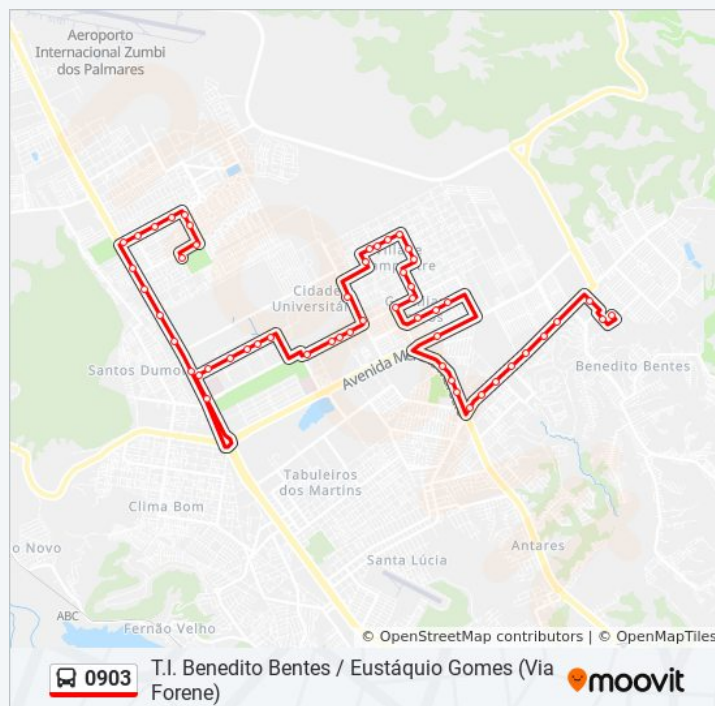 Aeroporto
Internacional Zumbi
dos Palmares
Cidade
Santos Dumo
Avenida Me
Benedito Bentes
Tabuleiros
dos Martins
Clima Bom
o Novo
Santa Lúcia
Antares
ABC
Fernão Velho
© OpenStreetMap contributors | © OpenMapTiles
0903
T.I. Benedito Bentes / Eustáquio Gomes (Via
Forene)
moovit